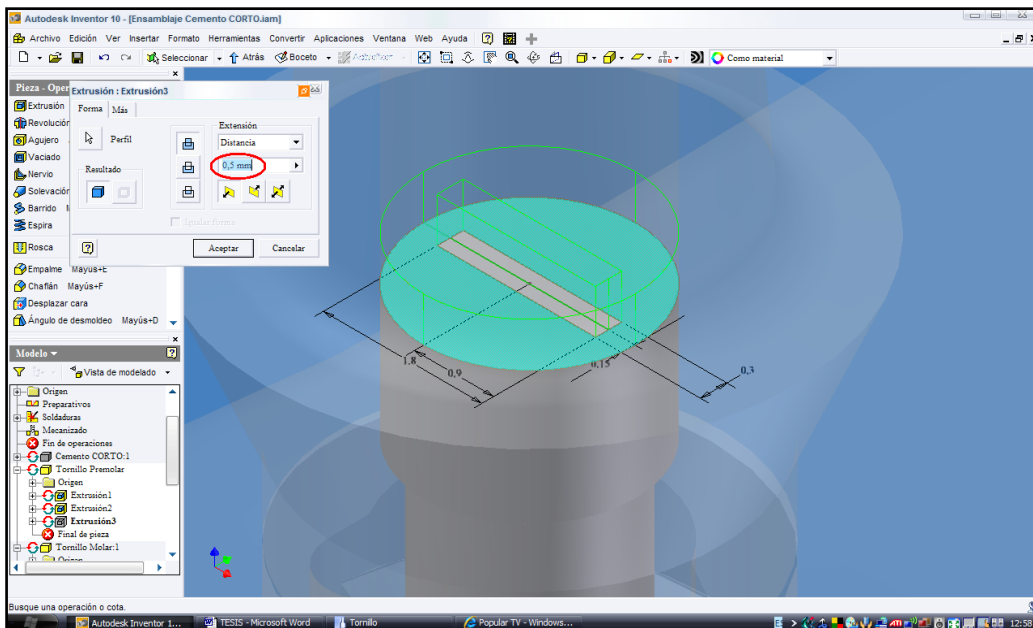 Autodesk Inventor 10 - [Ensamblaje Cemento CORTO.iam]
Archivo Edición Ver Insertar Formato Herramientas Convertir Aplicaciones Ventana Web Ayuda
Seleccionar Atrás Boceto Como material
Pieza - Oper
Extrusión
Revolución
Agujero
Vaciado
Nervio
Solevación
Barrido
Espira
Rosca
Empalme Mayús+E
Chaflán Mayús+F
Desplazar cara
Ángulo de desmoldeo Mayús+D
Extrusión : Extrusión3
Forma Más
Perfil
Resultado
Extensión
Distancia
0,5 mm
Igualar forma
Aceptar Cancelar
1,8
0,9
0,15
0,3
Modelo
Vista de modelado
Origen
Preparativos
Soldaduras
Mecanizado
Fin de operaciones
Cemento CORTO:1
Tornillo Premolar
Origen
Extrusión1
Extrusión2
Extrusión3
Final de pieza
Tornillo Molar:1
Origen
Busque una operación o cota.
Autodesk Inventor 1... TESIS - Microsoft Word Tornillo Popular TV - Windows... 12:58